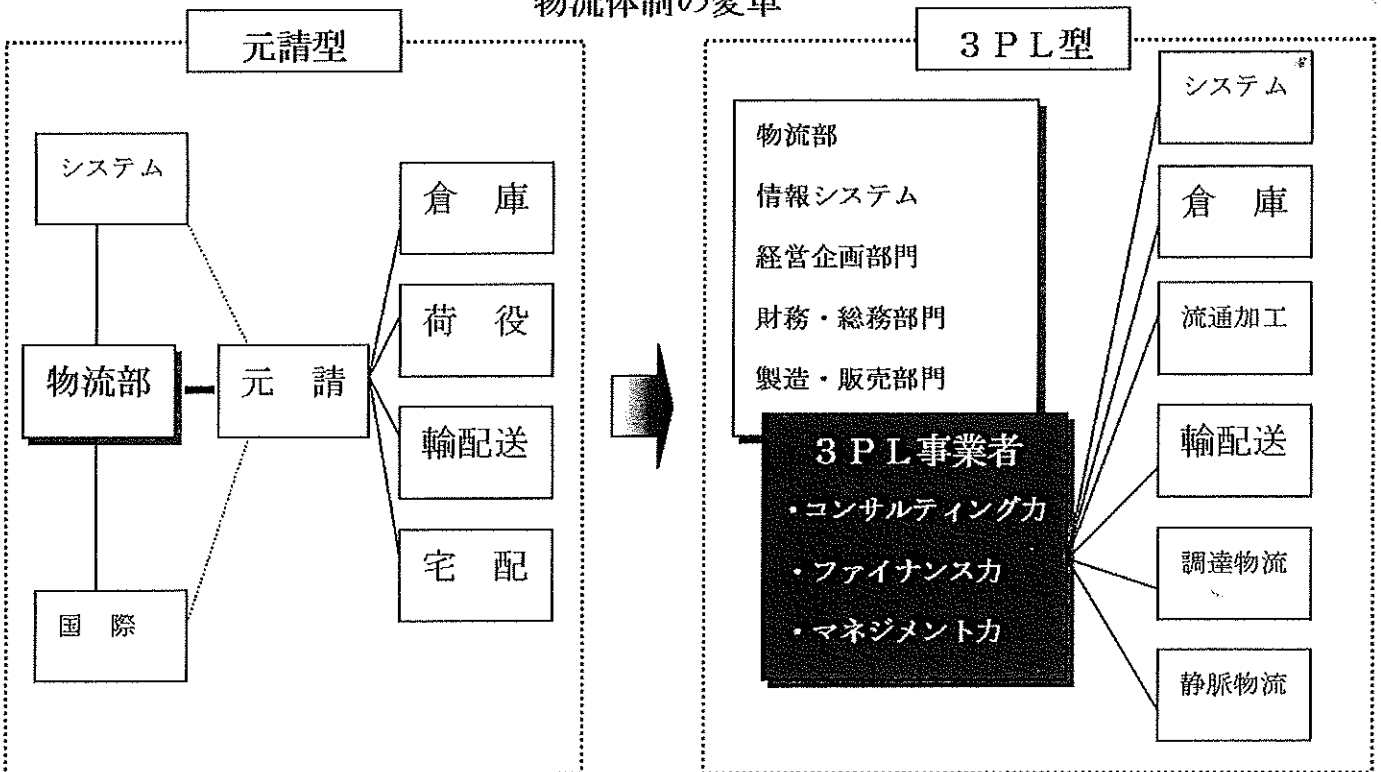 物流体制の変革
元請型
システム
物流部
元　請
国　際
倉　庫
荷　役
輸配送
宅　配
３ＰＬ型
物流部
情報システム
経営企画部門
財務・総務部門
製造・販売部門
３ＰＬ事業者
・コンサルティング力
・ファイナンス力
・マネジメント力
システム
倉　庫
流通加工
輸配送
調達物流
静脈物流